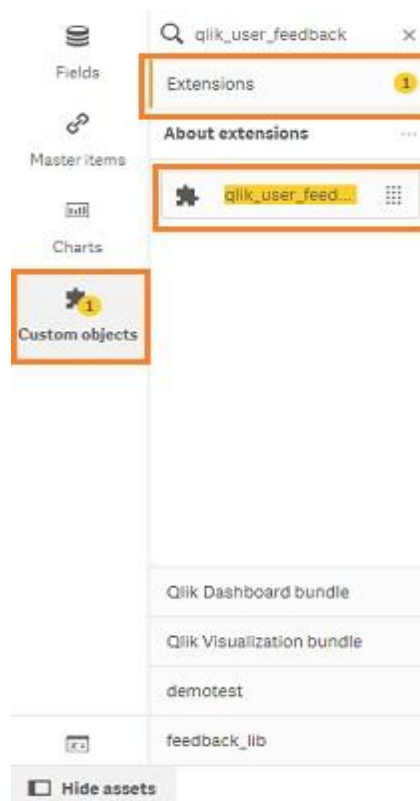 Fields
Master items
Charts
1
Custom objects
qlik_user_feedback
Extensions
1
About extensions
qlik_user_feed...
Qlik Dashboard bundle
Qlik Visualization bundle
demotest
feedback_lib
Hide assets